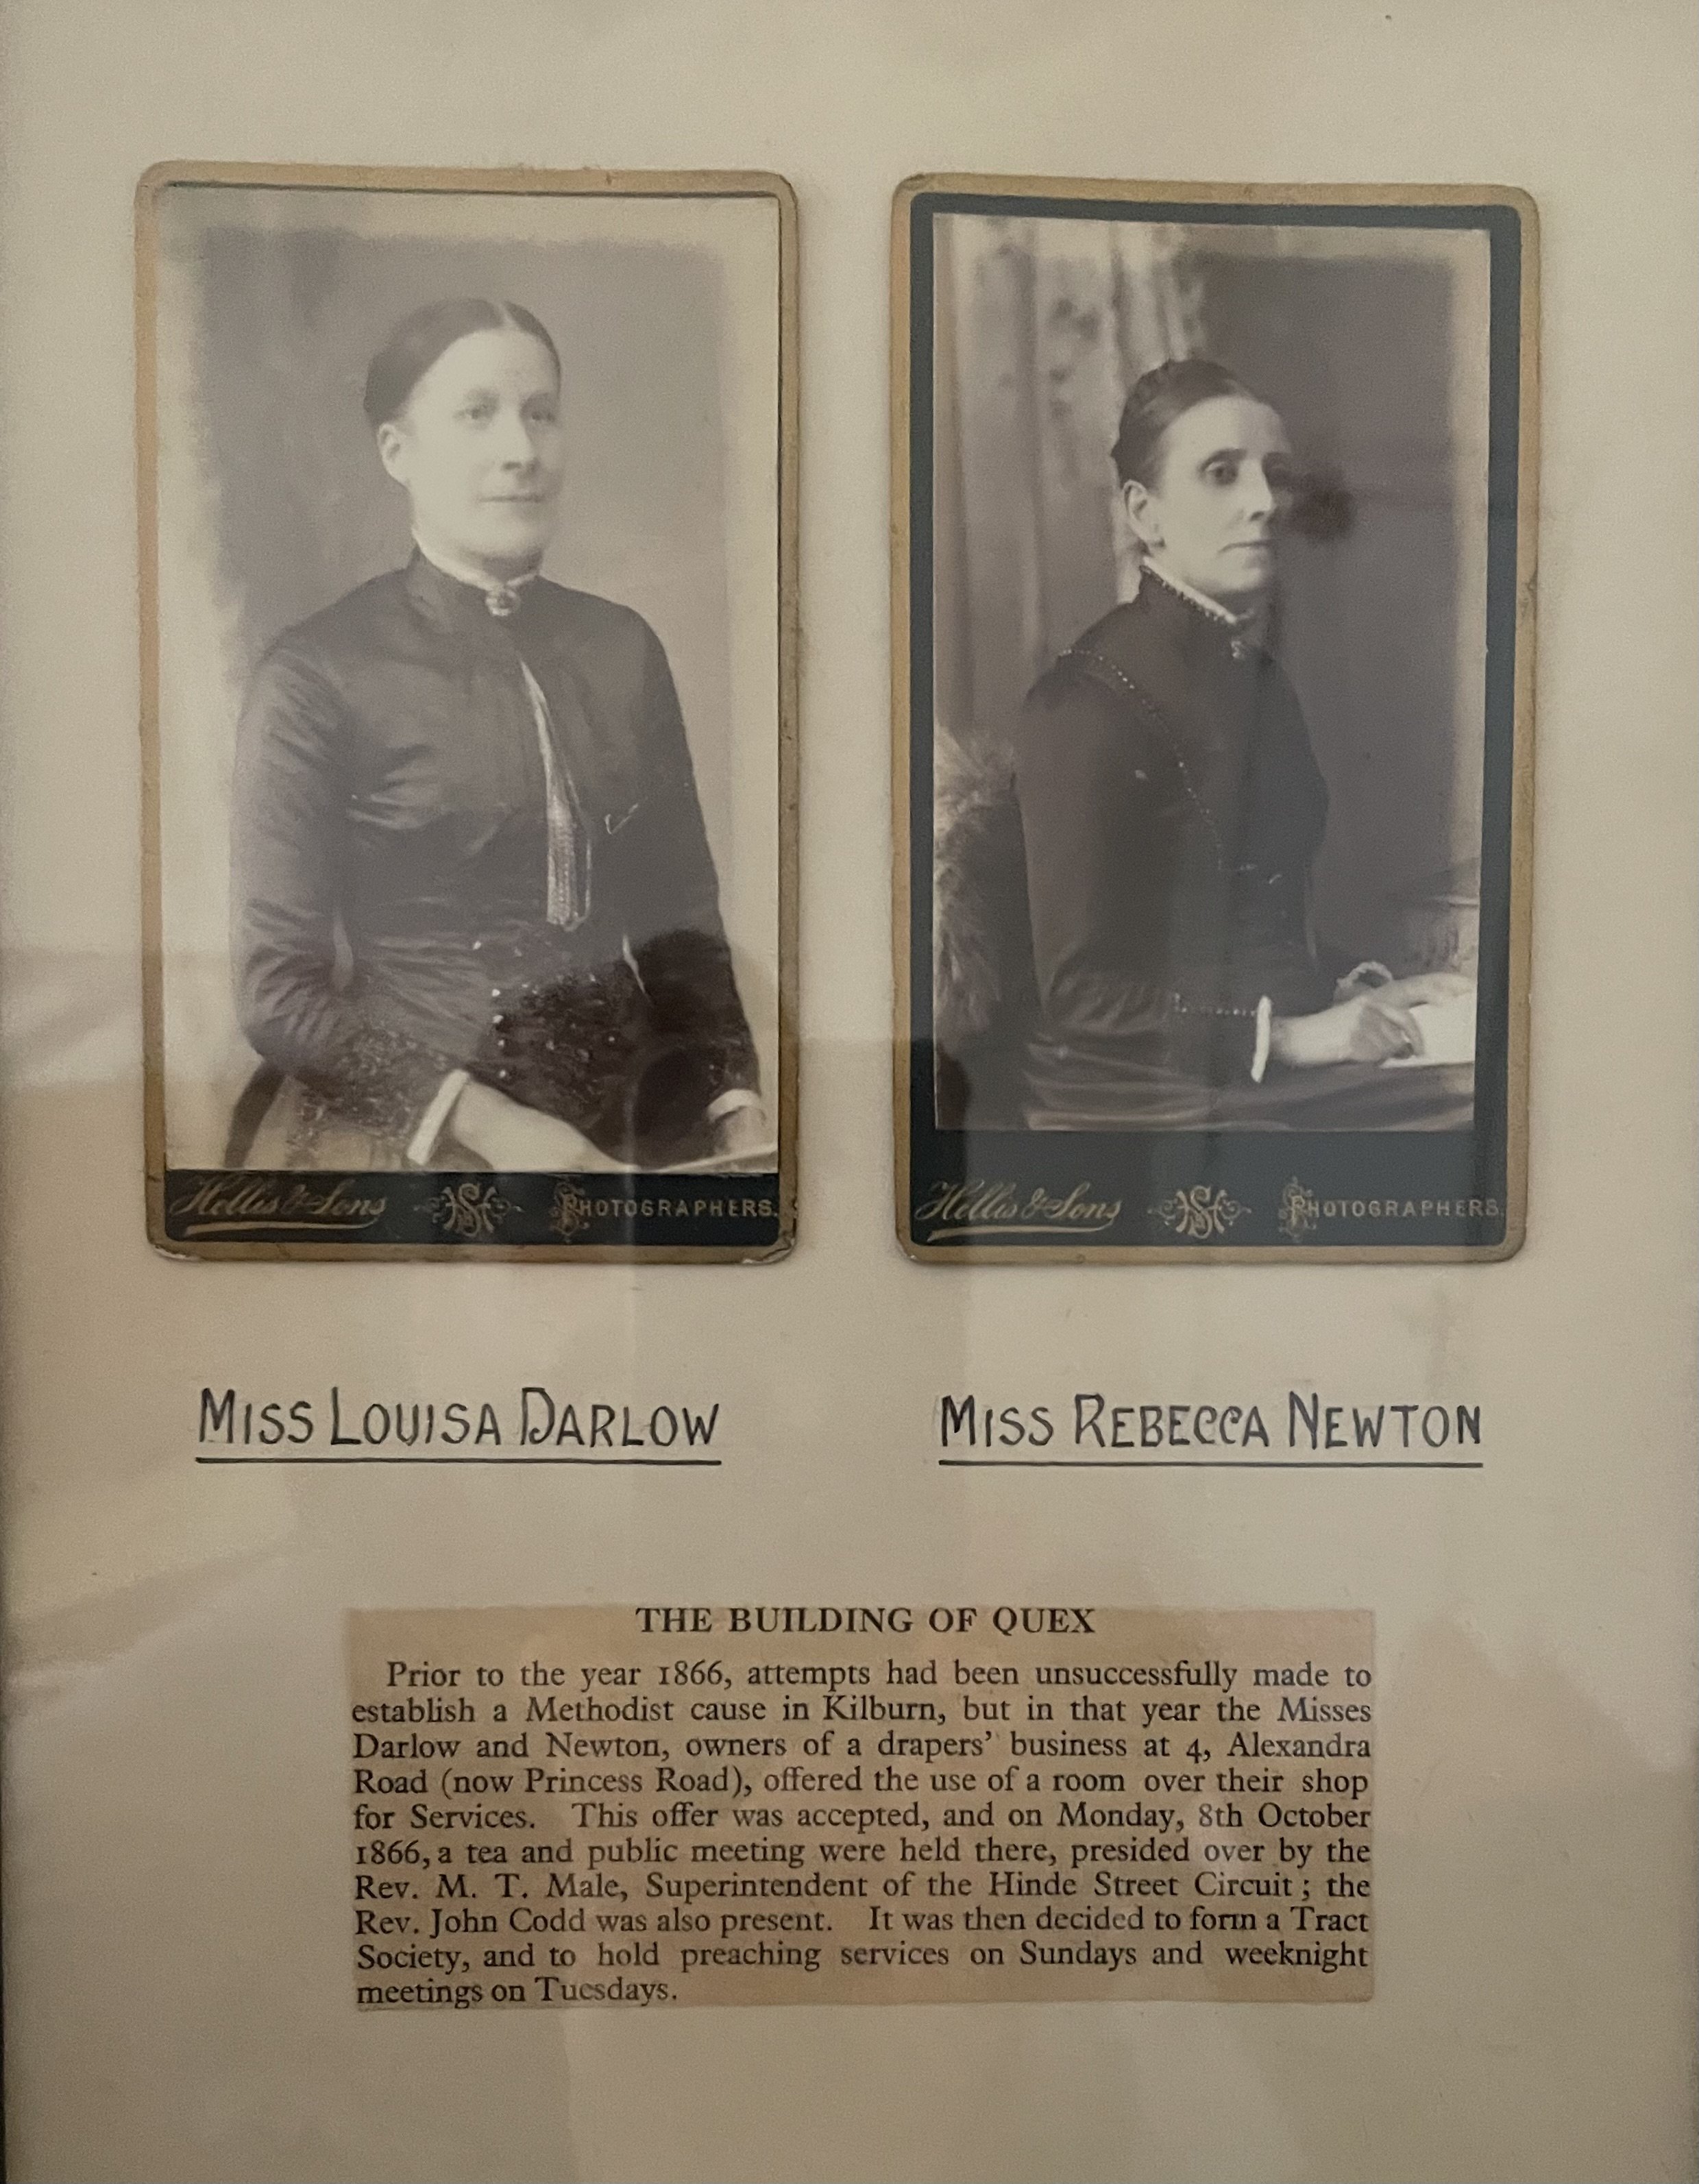 Hellis & Sons HS PHOTOGRAPHERS.
Hellis & Sons HS PHOTOGRAPHERS.
MISS LOUISA DARLOW
MISS REBECCA NEWTON
THE BUILDING OF QUEX
Prior to the year 1866, attempts had been unsuccessfully made to
establish a Methodist cause in Kilburn, but in that year the Misses
Darlow and Newton, owners of a drapers’ business at 4, Alexandra
Road (now Princess Road), offered the use of a room over their shop
for Services. This offer was accepted, and on Monday, 8th October
1866, a tea and public meeting were held there, presided over by the
Rev. M. T. Male, Superintendent of the Hinde Street Circuit; the
Rev. John Codd was also present. It was then decided to form a Tract
Society, and to hold preaching services on Sundays and weeknight
meetings on Tuesdays.